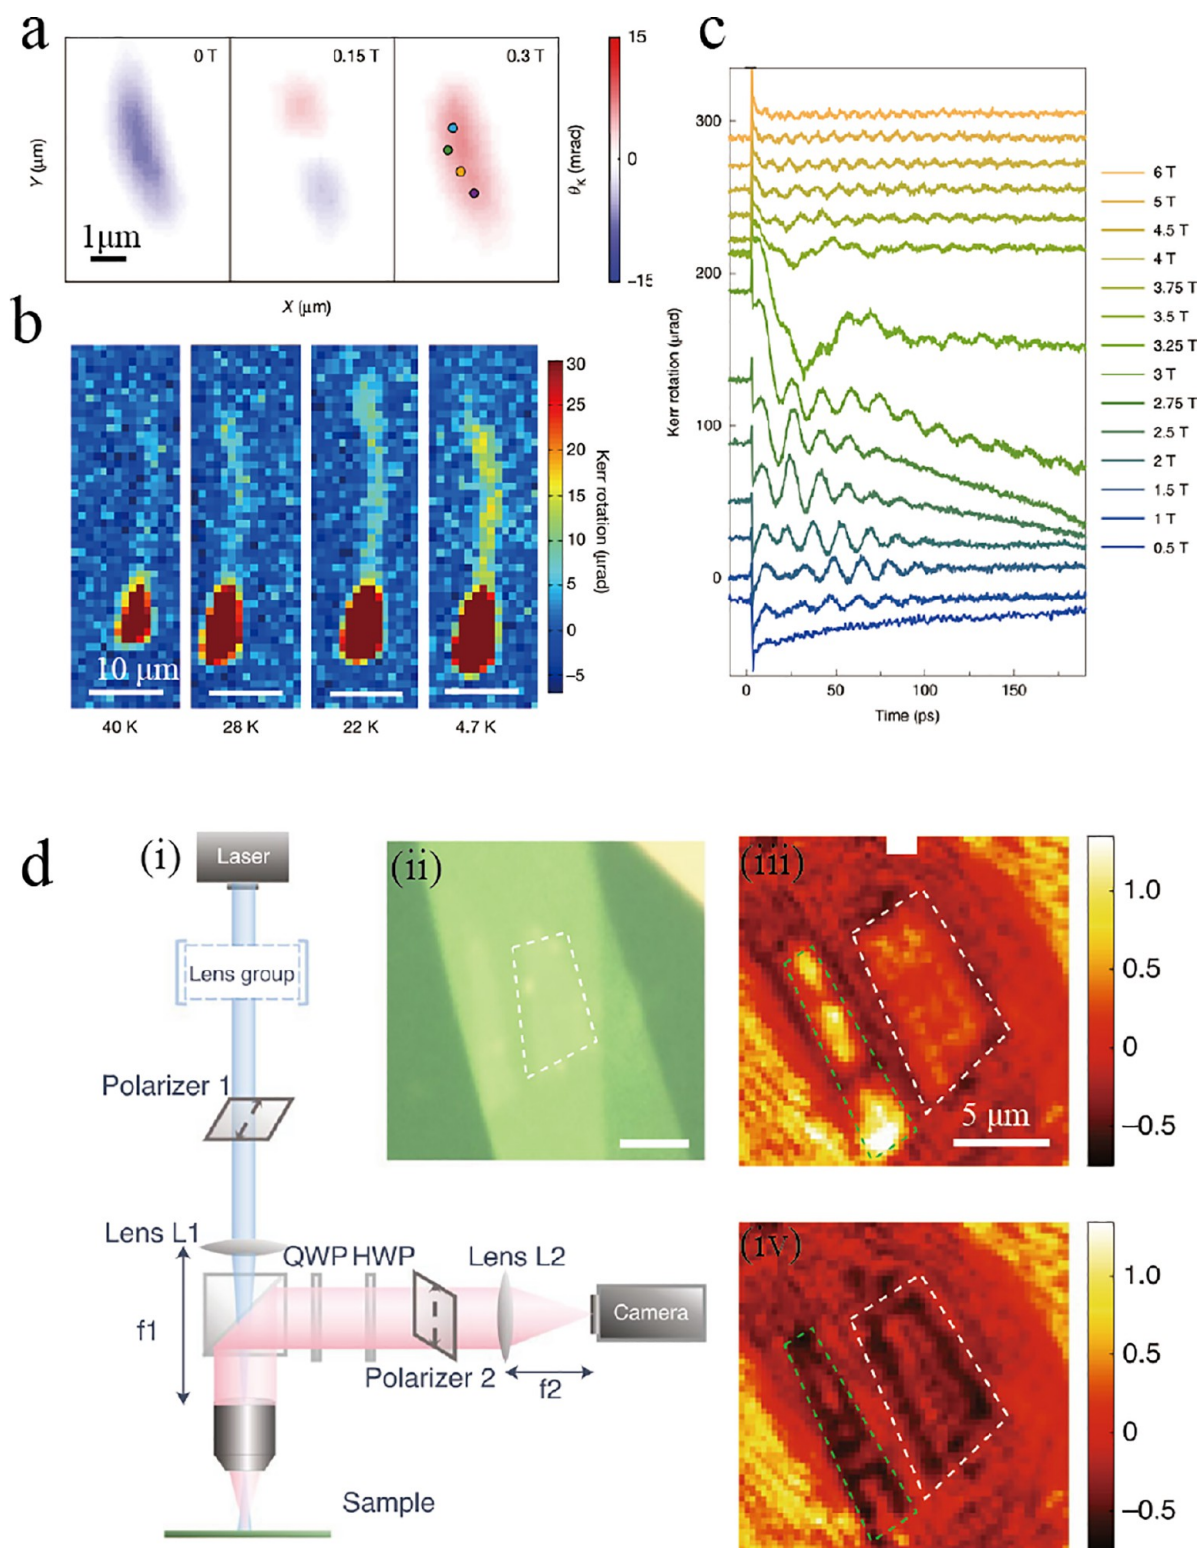 a
0 T
0.15 T
0.3 T
15
0
−15
θK (mrad)
Y (μm)
1μm
X (μm)
b
30
25
20
15
10
5
0
−5
Kerr rotation (μrad)
10 μm
40 K
28 K
22 K
4.7 K
c
300
200
100
0
Kerr rotation (μrad)
0
50
100
150
Time (ps)
6 T
5 T
4.5 T
4 T
3.75 T
3.5 T
3.25 T
3 T
2.75 T
2.5 T
2 T
1.5 T
1 T
0.5 T
d
(i)
Laser
Lens group
Polarizer 1
Lens L1
QWP
HWP
Lens L2
f1
Camera
Polarizer 2
f2
Sample
(ii)
(iii)
5 μm
1.0
0.5
0
−0.5
(iv)
1.0
0.5
0
−0.5